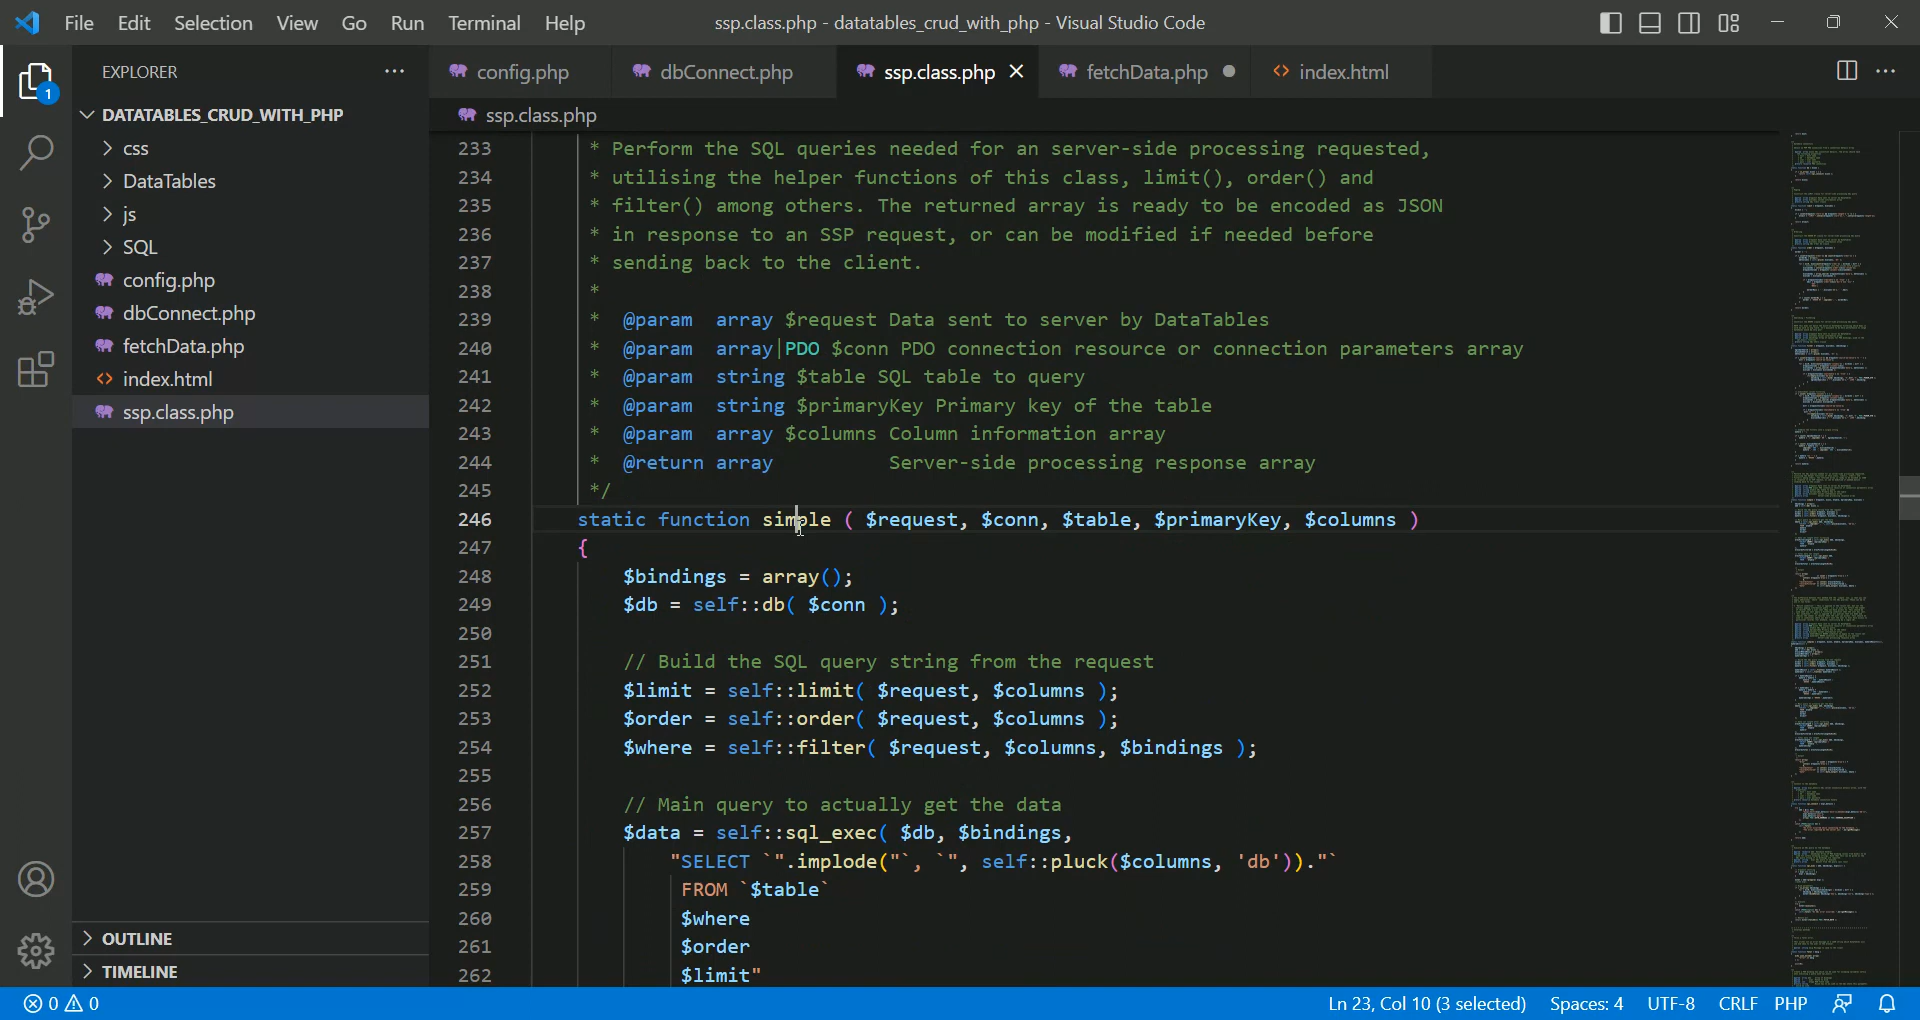 File Edit Selection View Go Run Terminal Help
ssp.class.php - datatables_crud_with_php - Visual Studio Code
EXPLORER
1
DATATABLES_CRUD_WITH_PHP
css
DataTables
js
SQL
config.php
dbConnect.php
fetchData.php
index.html
ssp.class.php
OUTLINE
TIMELINE
config.php dbConnect.php ssp.class.php fetchData.php index.html
ssp.class.php
233 * Perform the SQL queries needed for an server-side processing requested,
234 * utilising the helper functions of this class, limit(), order() and
235 * filter() among others. The returned array is ready to be encoded as JSON
236 * in response to an SSP request, or can be modified if needed before
237 * sending back to the client.
238 *
239 * @param array $request Data sent to server by DataTables
240 * @param array|PDO $conn PDO connection resource or connection parameters array
241 * @param string $table SQL table to query
242 * @param string $primaryKey Primary key of the table
243 * @param array $columns Column information array
244 * @return array Server-side processing response array
245 */
246 static function simple ( $request, $conn, $table, $primaryKey, $columns )
247 {
248 $bindings = array();
249 $db = self::db( $conn );
250
251 // Build the SQL query string from the request
252 $limit = self::limit( $request, $columns );
253 $order = self::order( $request, $columns );
254 $where = self::filter( $request, $columns, $bindings );
255
256 // Main query to actually get the data
257 $data = self::sql_exec( $db, $bindings,
258 "SELECT `".implode("`, `", self::pluck($columns, 'db'))."`
259 FROM `$table`
260 $where
261 $order
262 $limit"
0 0 Ln 23, Col 10 (3 selected) Spaces: 4 UTF-8 CRLF PHP